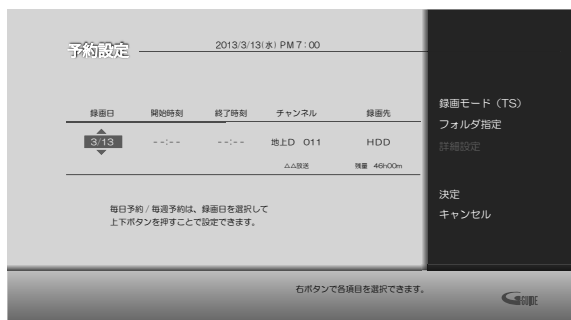 予約設定
2013/3/13(水) PM 7:00
録画日 開始時刻 終了時刻 チャンネル 録画先
3/13 --:-- --:-- 地上D 011 HDD
△△放送 残量 46h00m
毎日予約 / 毎週予約は、録画日を選択して
上下ボタンを押すことで設定できます。
録画モード (TS)
フォルダ指定
詳細設定
決定
キャンセル
右ボタンで各項目を選択できます。
G GUIDE